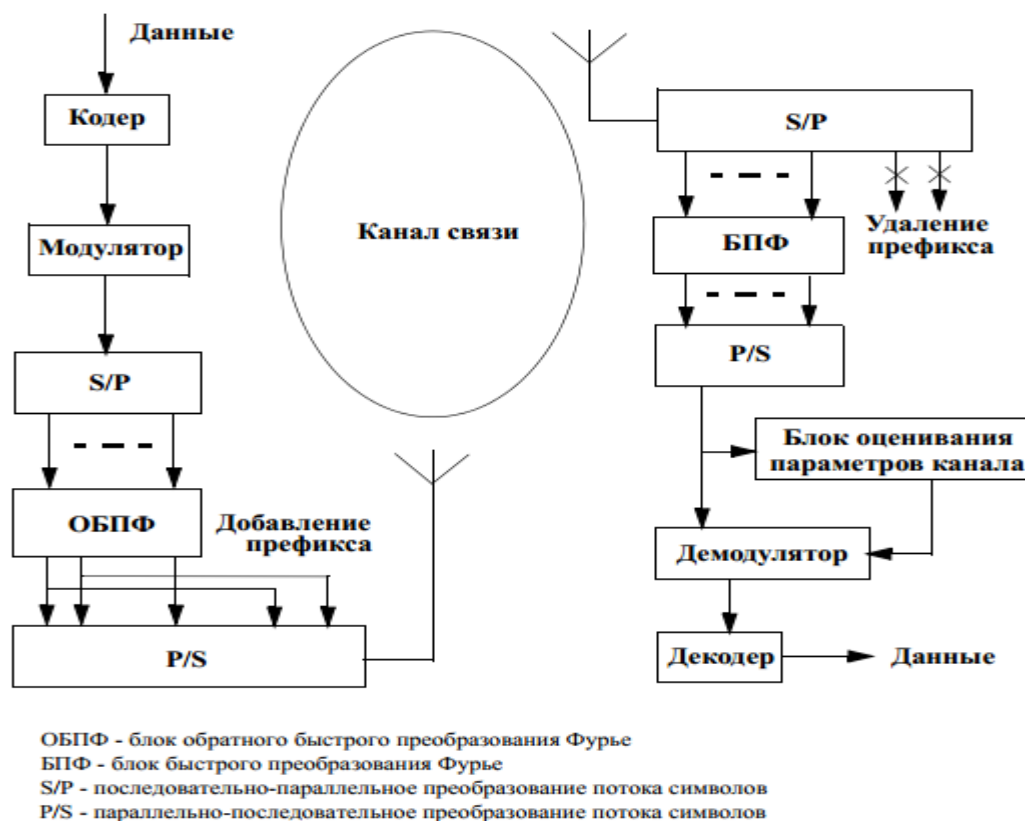 Данные
Кодер
Модулятор
S/P
ОБПФ
Добавление
префикса
P/S
Канал связи
S/P
Удаление
префикса
БПФ
P/S
Блок оценивания
параметров канала
Демодулятор
Декодер
Данные
ОБПФ - блок обратного быстрого преобразования Фурье
БПФ - блок быстрого преобразования Фурье
S/P - последовательно-параллельное преобразование потока символов
P/S - параллельно-последовательное преобразование потока символов